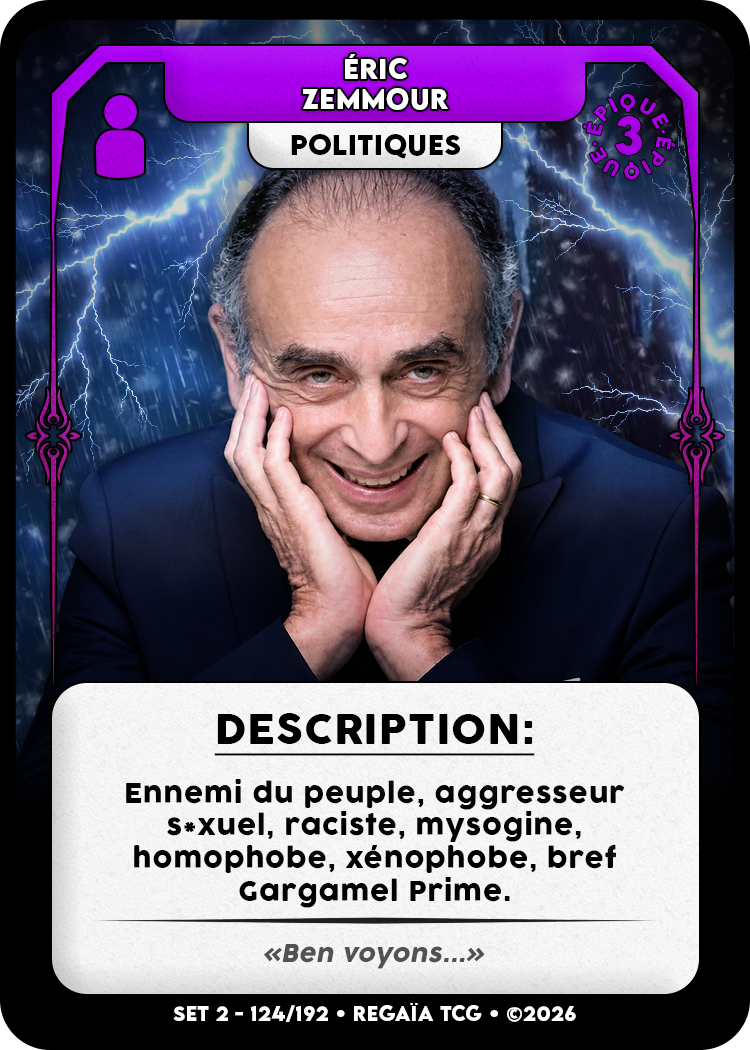 ÉRIC
ZEMMOUR
POLITIQUES
·ÉPIQUE·ÉPIQUE
3
DESCRIPTION:
Ennemi du peuple, aggresseur
s*xuel, raciste, mysogine,
homophobe, xénophobe, bref
Gargamel Prime.
«Ben voyons...»
SET 2 - 124/192 • REGAÏA TCG • ©2026